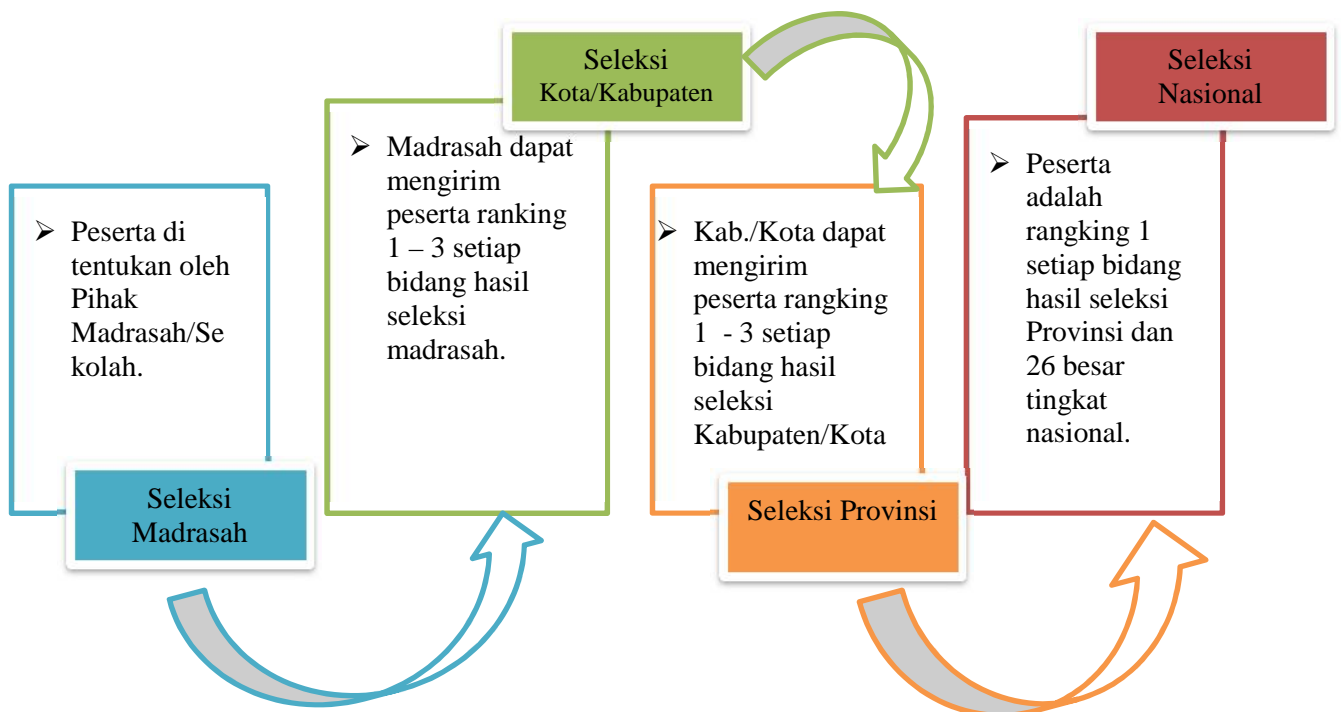 ➢ Peserta di
tentukan oleh
Pihak
Madrasah/Se
kolah.
Seleksi
Madrasah
Seleksi
Kota/Kabupaten
➢ Madrasah dapat
mengirim
peserta ranking
1 – 3 setiap
bidang hasil
seleksi
madrasah.
➢ Kab./Kota dapat
mengirim
peserta rangking
1 - 3 setiap
bidang hasil
seleksi
Kabupaten/Kota
Seleksi Provinsi
Seleksi
Nasional
➢ Peserta
adalah
rangking 1
setiap bidang
hasil seleksi
Provinsi dan
26 besar
tingkat
nasional.